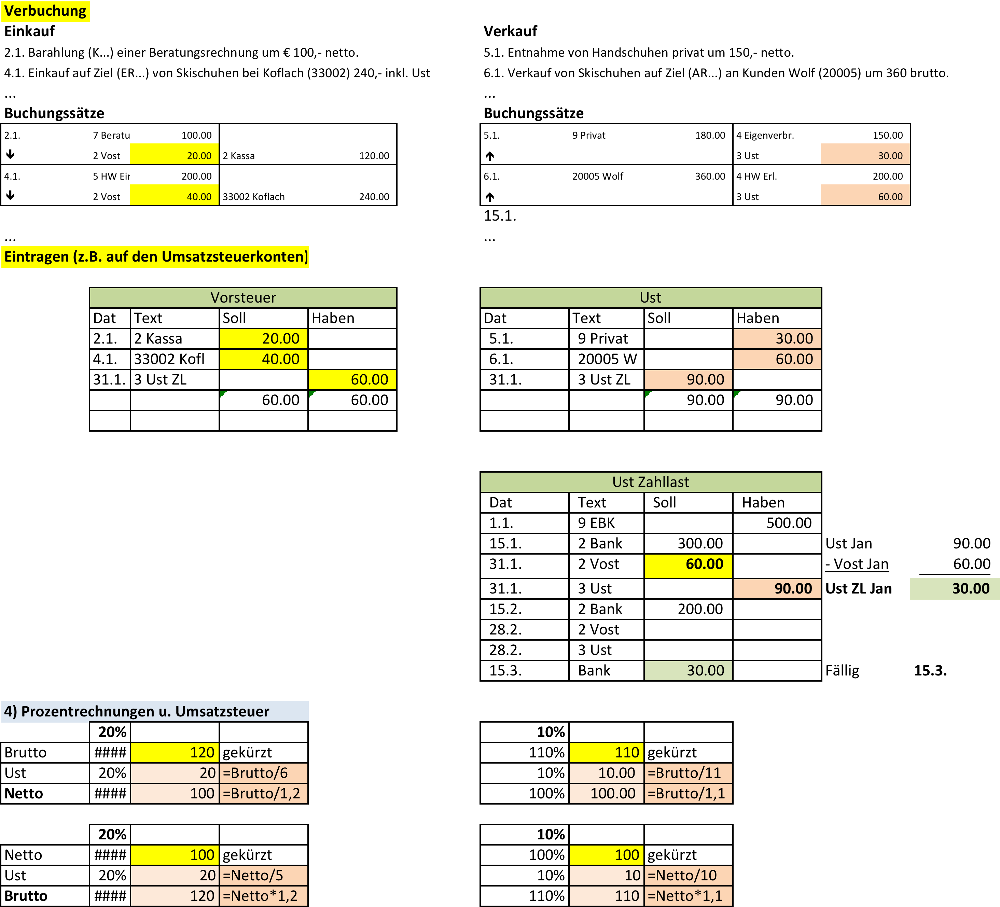 Verbuchung
Einkauf
Verkauf
2.1. Barahlung (K...) einer Beratungsrechnung um € 100,- netto.
5.1. Entnahme von Handschuhen privat um 150,- netto.
4.1. Einkauf auf Ziel (ER...) von Skischuhen bei Koflach (33002) 240,- inkl. Ust
6.1. Verkauf von Skischuhen auf Ziel (AR...) an Kunden Wolf (20005) um 360 brutto.
...
...
Buchungssätze
Buchungssätze
2.1. 7 Beratu 100.00
🡫 2 Vost 20.00 2 Kassa 120.00
4.1. 5 HW Eir 200.00
🡫 2 Vost 40.00 33002 Koflach 240.00
5.1. 9 Privat 180.00 4 Eigenverbr. 150.00
🡩 3 Ust 30.00
6.1. 20005 Wolf 360.00 4 HW Erl. 200.00
🡩 3 Ust 60.00
15.1.
...
...
Eintragen (z.B. auf den Umsatzsteuerkonten)
Vorsteuer
Dat Text Soll Haben
2.1. 2 Kassa 20.00
4.1. 33002 Kofl 40.00
31.1. 3 Ust ZL 60.00
60.00 60.00
Ust
Dat Text Soll Haben
5.1. 9 Privat 30.00
6.1. 20005 W 60.00
31.1. 3 Ust ZL 90.00
90.00 90.00
Ust Zahllast
Dat Text Soll Haben
1.1. 9 EBK 500.00
15.1. 2 Bank 300.00 Ust Jan 90.00
31.1. 2 Vost 60.00 - Vost Jan 60.00
31.1. 3 Ust 90.00 Ust ZL Jan 30.00
15.2. 2 Bank 200.00
28.2. 2 Vost
28.2. 3 Ust
15.3. Bank 30.00 Fällig 15.3.
4) Prozentrechnungen u. Umsatzsteuer
20%
Brutto #### 120 gekürzt
Ust 20% 20 =Brutto/6
Netto #### 100 =Brutto/1,2
10%
110% 110 gekürzt
10% 10.00 =Brutto/11
100% 100.00 =Brutto/1,1
20%
Netto #### 100 gekürzt
Ust 20% 20 =Netto/5
Brutto #### 120 =Netto*1,2
10%
100% 100 gekürzt
10% 10 =Netto/10
110% 110 =Netto*1,1